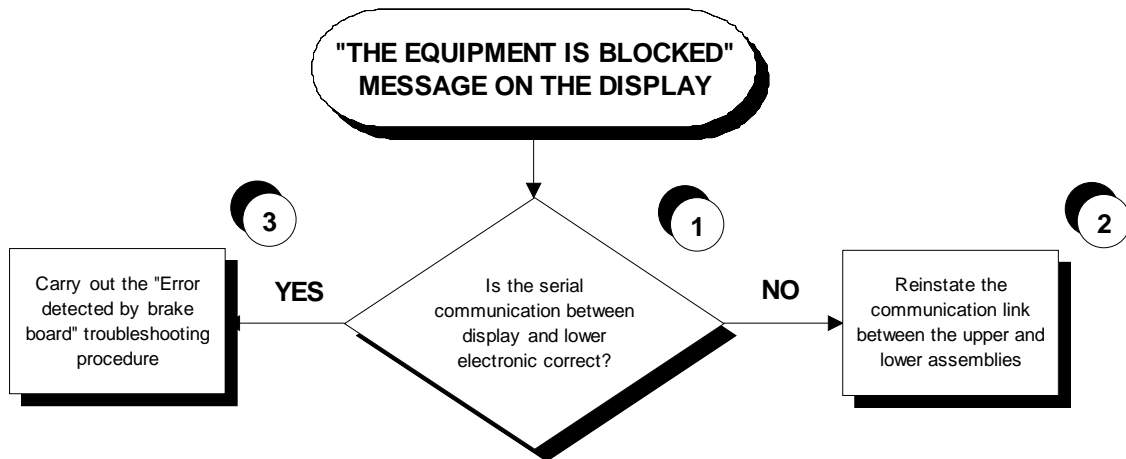 "THE EQUIPMENT IS BLOCKED"
MESSAGE ON THE DISPLAY
1
Is the serial
communication between
display and lower
electronic correct?
NO
2
Reinstate the
communication link
between the upper and
lower assemblies
YES
3
Carry out the "Error
detected by brake
board" troubleshooting
procedure